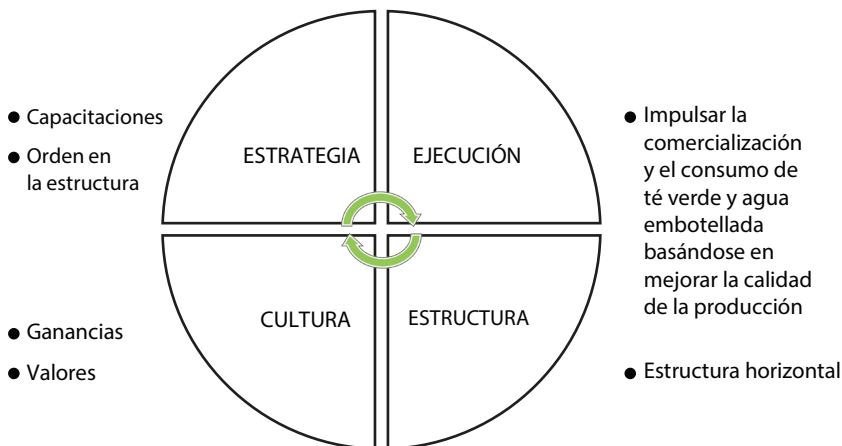 ● Capacitaciones
● Orden en
la estructura
ESTRATEGIA
EJECUCIÓN
● Impulsar la
comercialización
y el consumo de
té verde y agua
embotellada
basándose en
mejorar la calidad
de la producción
● Ganancias
● Valores
CULTURA
ESTRUCTURA
● Estructura horizontal